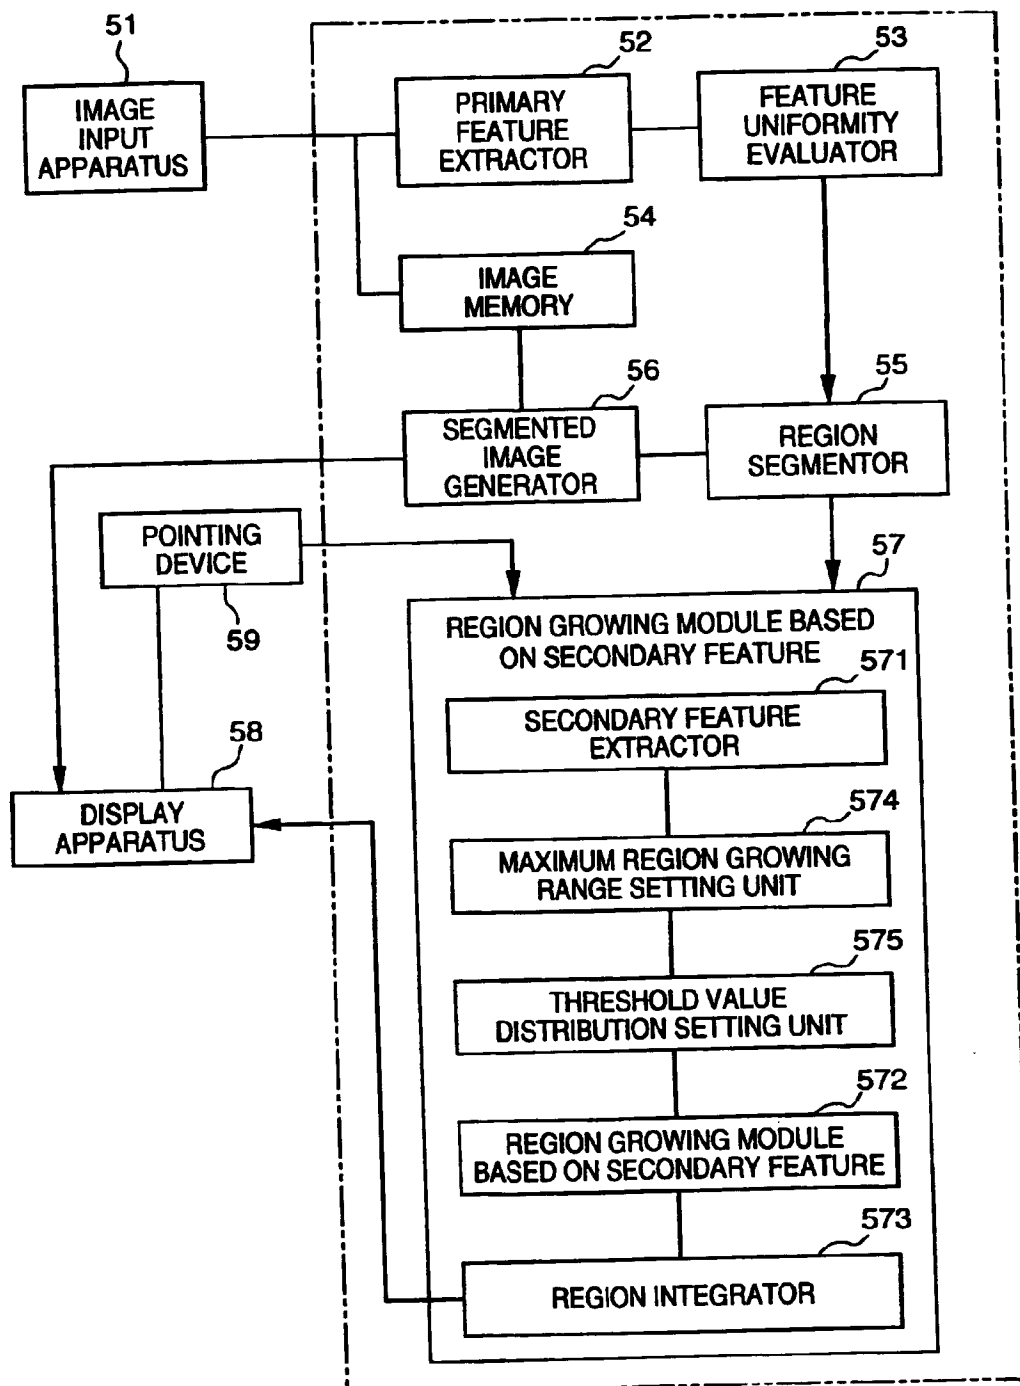 51
IMAGE
INPUT
APPARATUS
52
PRIMARY
FEATURE
EXTRACTOR
53
FEATURE
UNIFORMITY
EVALUATOR
54
IMAGE
MEMORY
56
SEGMENTED
IMAGE
GENERATOR
55
REGION
SEGMENTOR
POINTING
DEVICE
59
57
REGION GROWING MODULE BASED
ON SECONDARY FEATURE
571
SECONDARY FEATURE
EXTRACTOR
58
DISPLAY
APPARATUS
574
MAXIMUM REGION GROWING
RANGE SETTING UNIT
575
THRESHOLD VALUE
DISTRIBUTION SETTING UNIT
572
REGION GROWING MODULE
BASED ON SECONDARY FEATURE
573
REGION INTEGRATOR